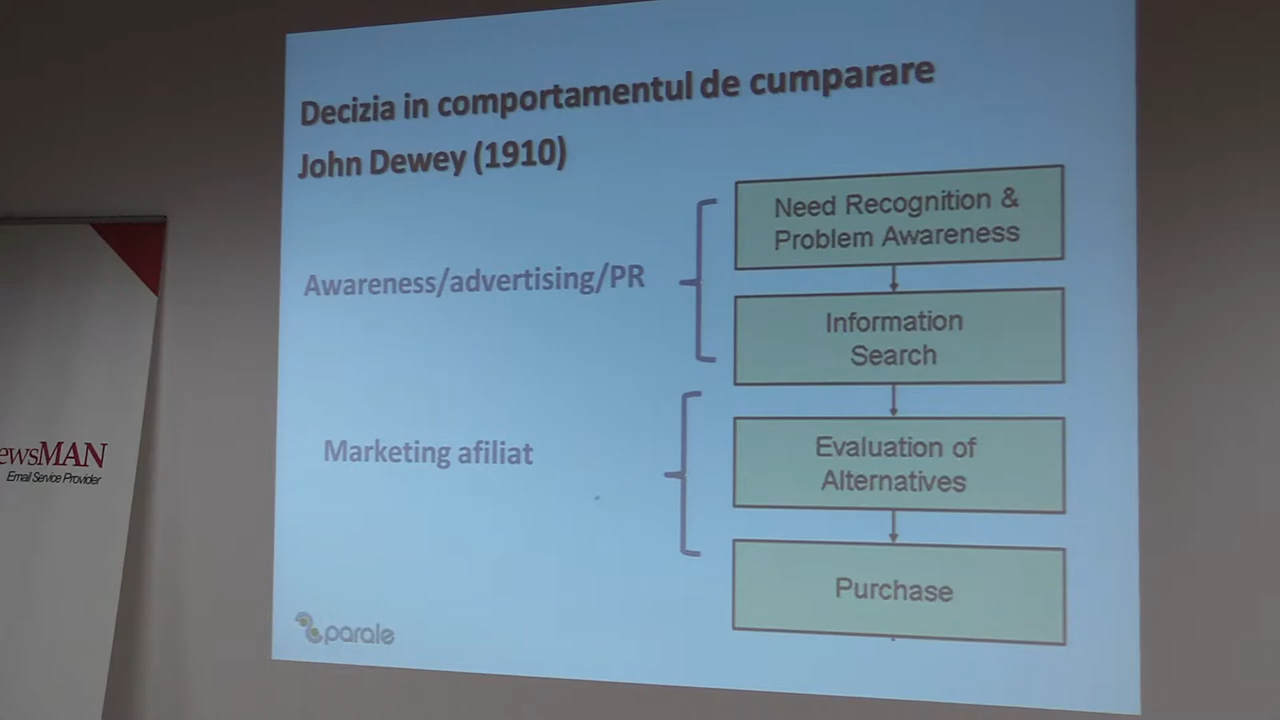 Decizia in comportamentul de cumparare
John Dewey (1910)
Awareness/advertising/PR
Need Recognition &
Problem Awareness
Information
Search
Marketing afiliat
Evaluation of
Alternatives
Purchase
parale
ewsMAN
Email Service Provider